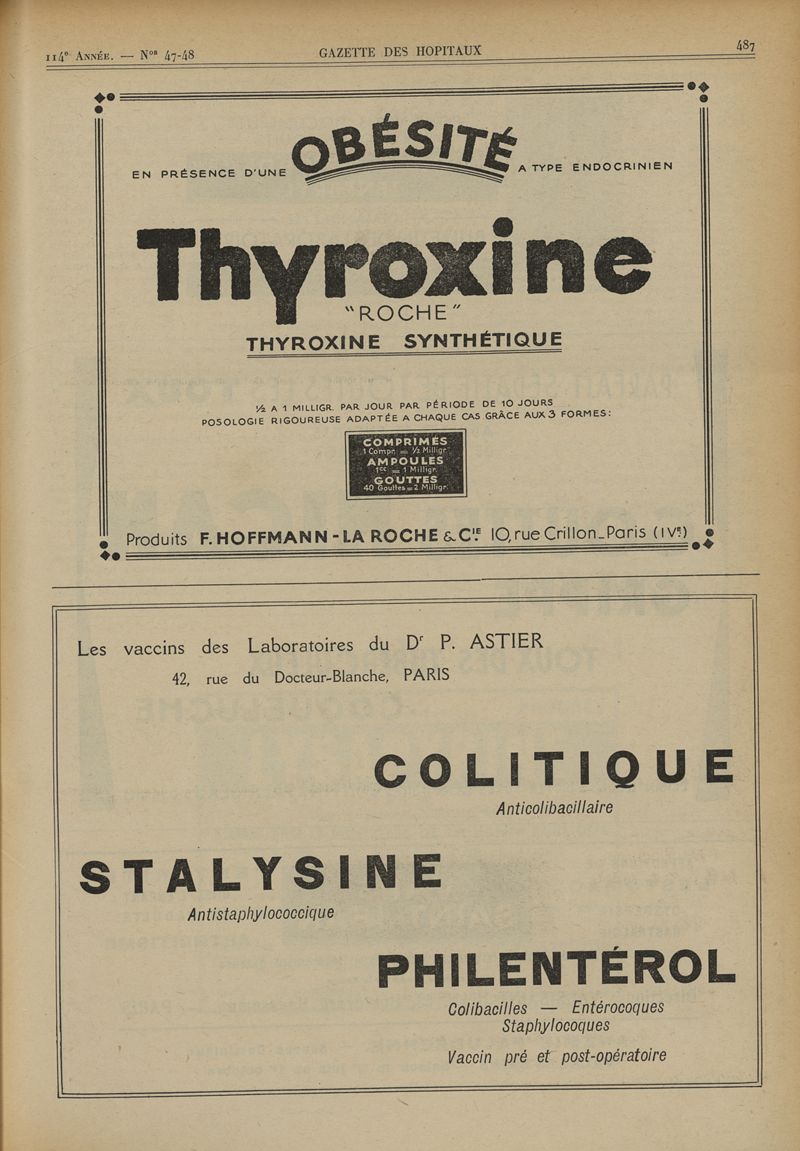 114e ANNÉE. — Nos 47-48
GAZETTE DES HOPITAUX
487
EN PRÉSENCE D'UNE OBÉSITÉ A TYPE ENDOCRINIEN
Thyroxine
"ROCHE"
THYROXINE SYNTHÉTIQUE
½ A 1 MILLIGR. PAR JOUR PAR PÉRIODE DE 10 JOURS
POSOLOGIE RIGOUREUSE ADAPTÉE A CHAQUE CAS GRÂCE AUX 3 FORMES:
COMPRIMÉS
1 Compr. = ½ Milligr.
AMPOULES
1cc = 1 Milligr.
GOUTTES
40 Gouttes = 2 Milligr.
Produits F. HOFFMANN-LA ROCHE & CIE. 10, rue Crillon_Paris (IVe)
Les vaccins des Laboratoires du Dr P. ASTIER
42, rue du Docteur-Blanche, PARIS
COLITIQUE
Anticolibacillaire
STALYSINE
Antistaphylococcique
PHILENTÉROL
Colibacilles — Entérocoques
Staphylocoques
Vaccin pré et post-opératoire